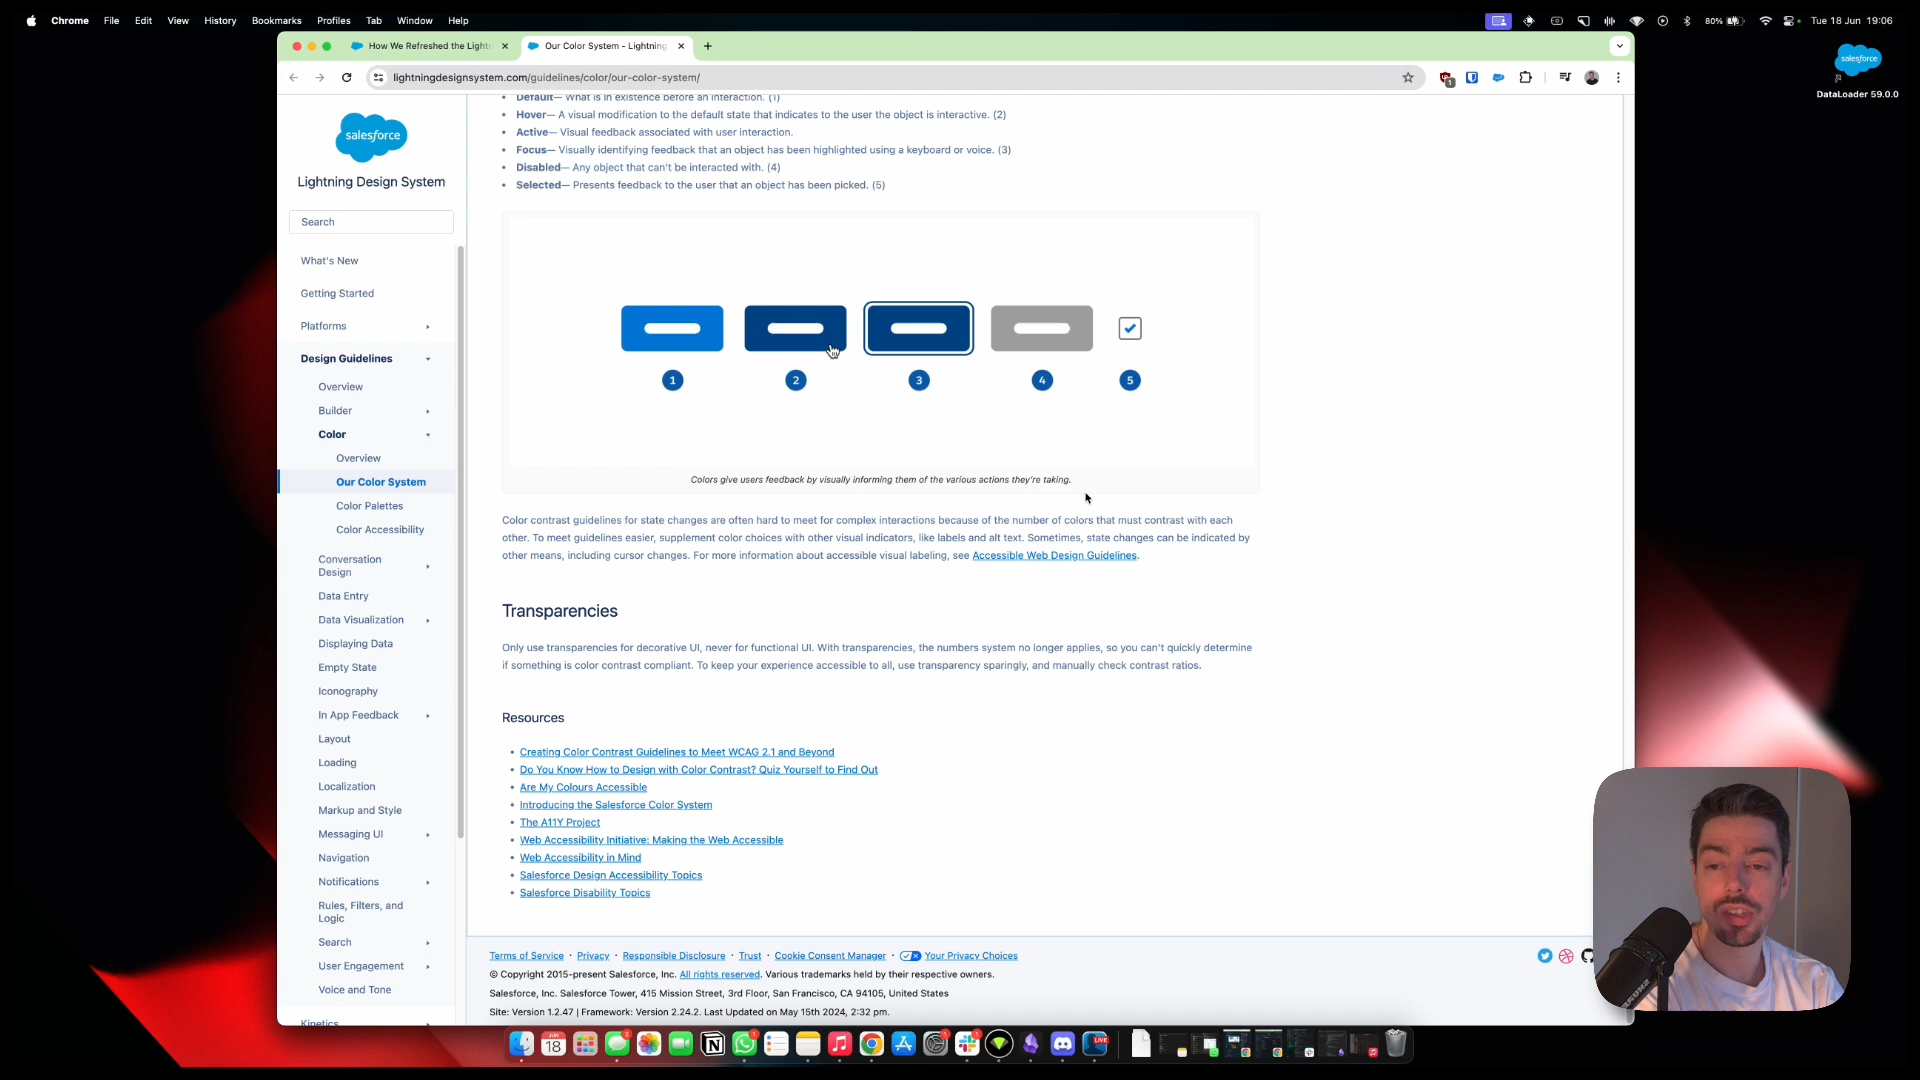 Chrome File Edit View History Bookmarks Profiles Tab Window Help
80% Tue 18 Jun 19:06
How We Refreshed the Lightn
Our Color System - Lightning
lightningdesignsystem.com/guidelines/color/our-color-system/
salesforce
DataLoader 59.0.0
salesforce
Lightning Design System
Search
What's New
Getting Started
Platforms
Design Guidelines
Overview
Builder
Color
Overview
Our Color System
Color Palettes
Color Accessibility
Conversation
Design
Data Entry
Data Visualization
Displaying Data
Empty State
Iconography
In App Feedback
Layout
Loading
Localization
Markup and Style
Messaging UI
Navigation
Notifications
Rules, Filters, and
Logic
Search
User Engagement
Voice and Tone
Kinetics
• Default— What is in existence before an interaction. (1)
• Hover— A visual modification to the default state that indicates to the user the object is interactive. (2)
• Active— Visual feedback associated with user interaction.
• Focus— Visually identifying feedback that an object has been highlighted using a keyboard or voice. (3)
• Disabled— Any object that can't be interacted with. (4)
• Selected— Presents feedback to the user that an object has been picked. (5)
1 2 3 4 5
Colors give users feedback by visually informing them of the various actions they're taking.
Color contrast guidelines for state changes are often hard to meet for complex interactions because of the number of colors that must contrast with each
other. To meet guidelines easier, supplement color choices with other visual indicators, like labels and alt text. Sometimes, state changes can be indicated by
other means, including cursor changes. For more information about accessible visual labeling, see Accessible Web Design Guidelines.
Transparencies
Only use transparencies for decorative UI, never for functional UI. With transparencies, the numbers system no longer applies, so you can't quickly determine
if something is color contrast compliant. To keep your experience accessible to all, use transparency sparingly, and manually check contrast ratios.
Resources
• Creating Color Contrast Guidelines to Meet WCAG 2.1 and Beyond
• Do You Know How to Design with Color Contrast? Quiz Yourself to Find Out
• Are My Colours Accessible
• Introducing the Salesforce Color System
• The A11Y Project
• Web Accessibility Initiative: Making the Web Accessible
• Web Accessibility in Mind
• Salesforce Design Accessibility Topics
• Salesforce Disability Topics
Terms of Service · Privacy · Responsible Disclosure · Trust · Cookie Consent Manager · Your Privacy Choices
© Copyright 2015-present Salesforce, Inc. All rights reserved. Various trademarks held by their respective owners.
Salesforce, Inc. Salesforce Tower, 415 Mission Street, 3rd Floor, San Francisco, CA 94105, United States
Site: Version 1.2.47 | Framework: Version 2.24.2. Last Updated on May 15th 2024, 2:32 pm.
JUN
18
LIVE